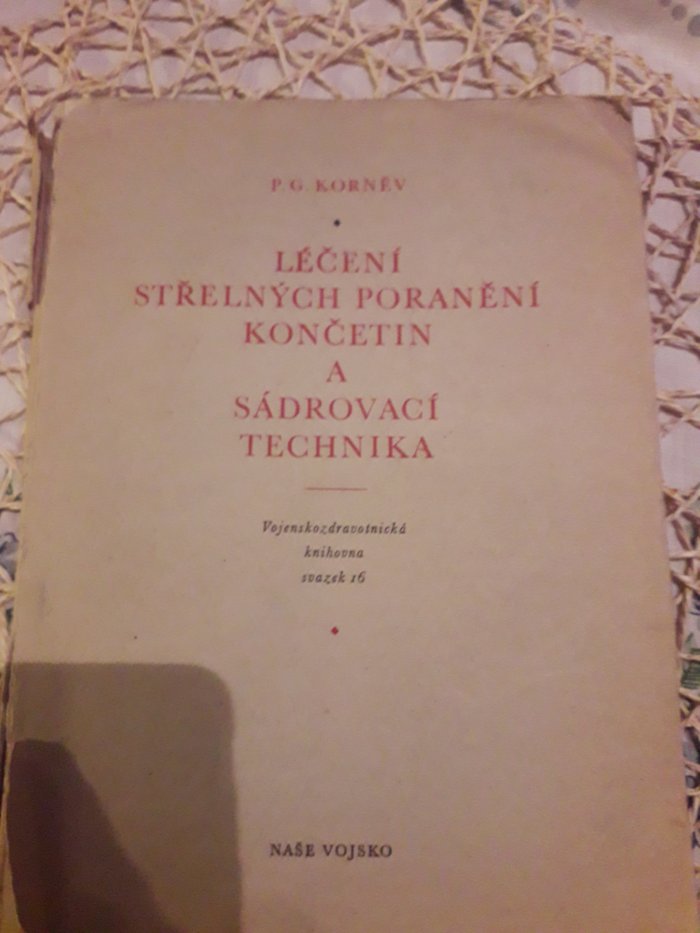 P. G. KORNĚV
LÉČENÍ
STŘELNÝCH PORANĚNÍ
KONČETIN
A
SÁDROVACÍ
TECHNIKA
Vojenskozdravotnická
knihovna
svazek 16
NAŠE VOJSKO